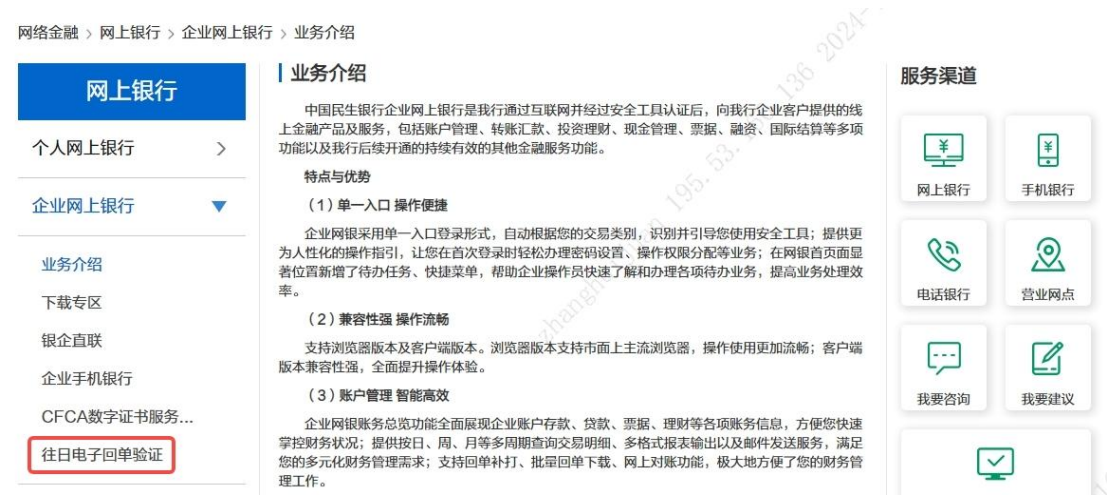 网络金融 > 网上银行 > 企业网上银行 > 业务介绍
网上银行
个人网上银行
企业网上银行
业务介绍
下载专区
银企直联
企业手机银行
CFCA数字证书服务...
往日电子回单验证
业务介绍
中国民生银行企业网上银行是我行通过互联网并经过安全工具认证后，向我行企业客户提供的线
上金融产品及服务，包括账户管理、转账汇款、投资理财、现金管理、票据、融资、国际结算等多项
功能以及我行后续开通的持续有效的其他金融服务功能。
特点与优势
（1）单一入口 操作便捷
企业网银采用单一入口登录形式，自动根据您的交易类别，识别并引导您使用安全工具；提供更
为人性化的操作指引，让您在首次登录时轻松办理密码设置、操作权限分配等业务；在网银首页面显
著位置新增了待办任务、快捷菜单，帮助企业操作员快速了解和办理各项待办业务，提高业务处理效
率。
（2）兼容性强 操作流畅
支持浏览器版本及客户端版本。浏览器版本支持市面上主流浏览器，操作使用更加流畅；客户端
版本兼容性强，全面提升操作体验。
（3）账户管理 智能高效
企业网银账务总览功能全面展现企业账户存款、贷款、票据、理财等各项账务信息，方便您快速
掌控财务状况；提供按日、周、月等多周期查询交易明细、多格式报表输出以及邮件发送服务，满足
您的多元化财务管理需求；支持回单补打、批量回单下载、网上对账功能，极大地方便了您的财务管
理工作。
服务渠道
网上银行
手机银行
电话银行
营业网点
我要咨询
我要建议